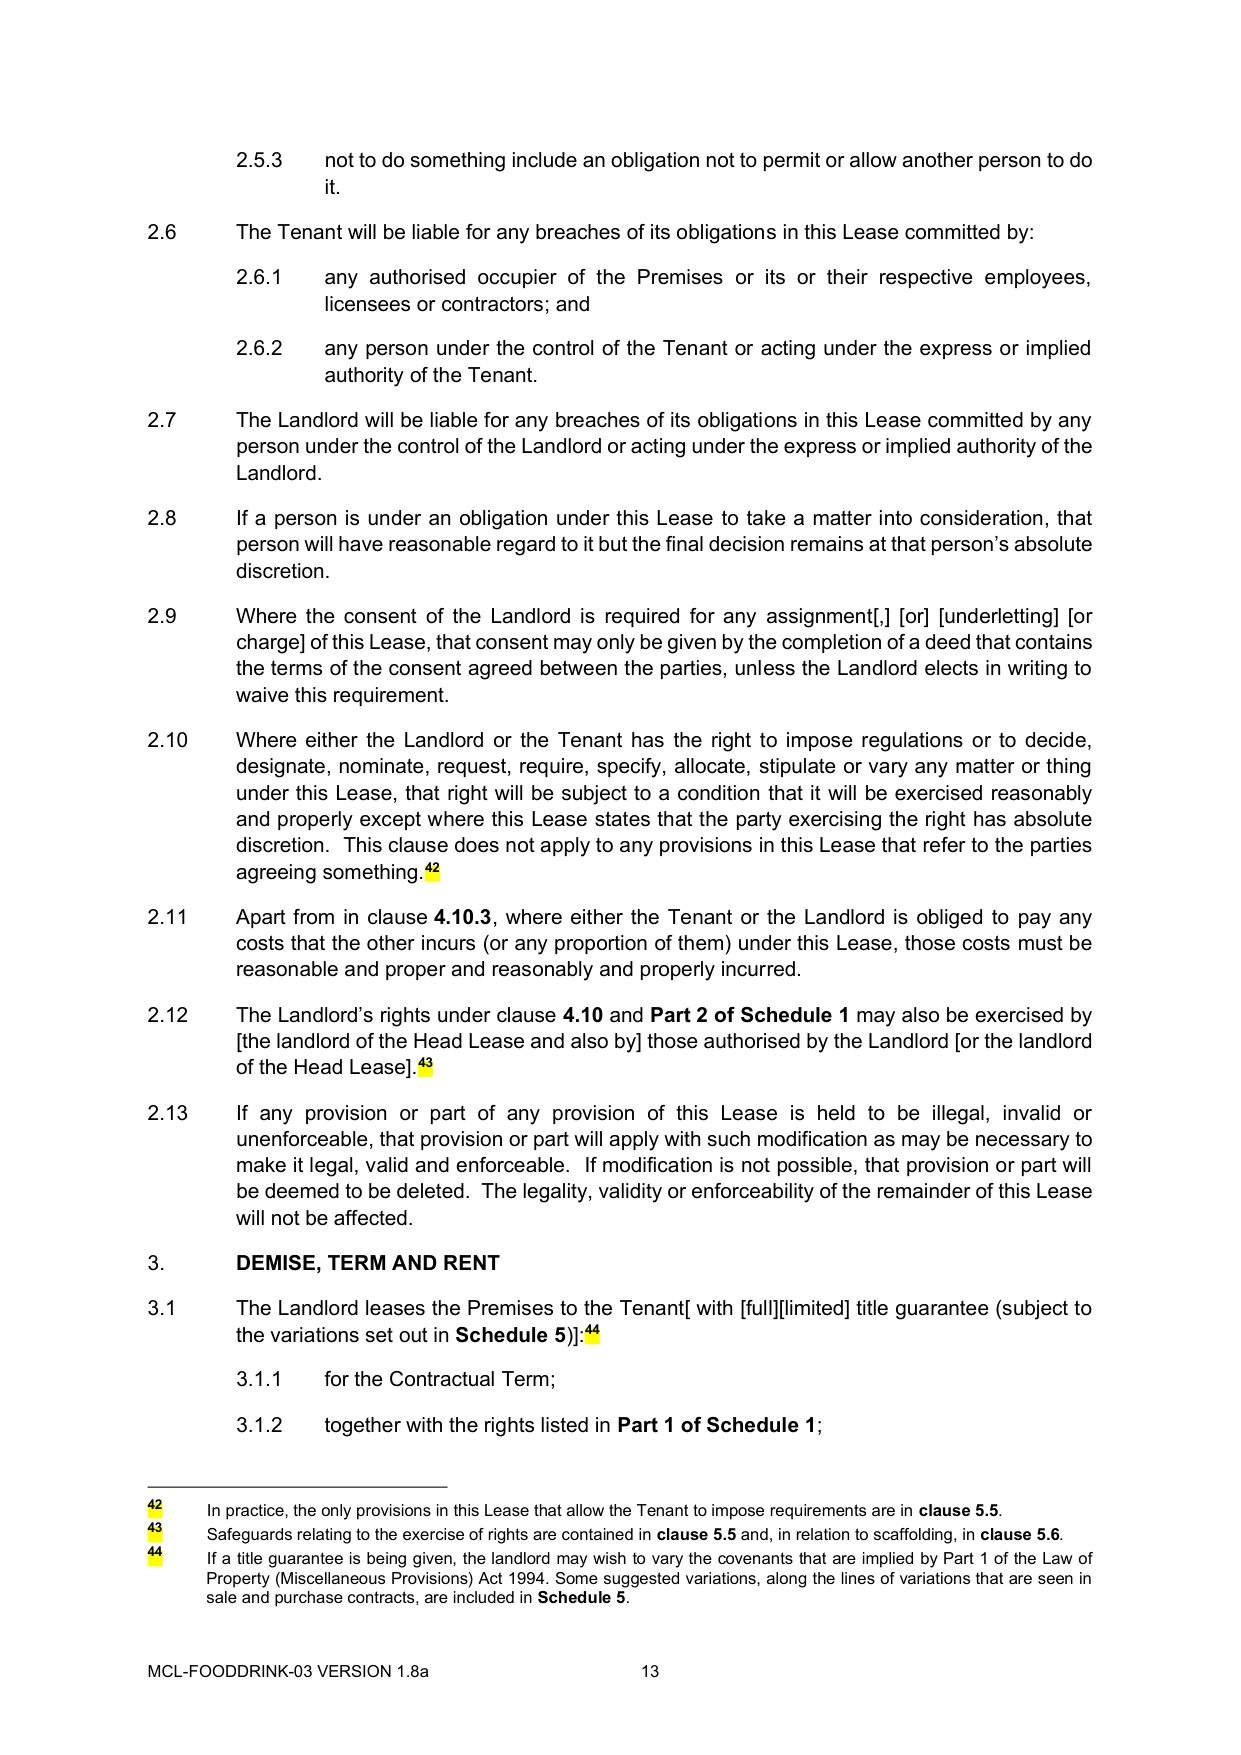 2.5.3 not to do something include an obligation not to permit or allow another person to do
it.
2.6 The Tenant will be liable for any breaches of its obligations in this Lease committed by:
2.6.1 any authorised occupier of the Premises or its or their respective employees,
licensees or contractors; and
2.6.2 any person under the control of the Tenant or acting under the express or implied
authority of the Tenant.
2.7 The Landlord will be liable for any breaches of its obligations in this Lease committed by any
person under the control of the Landlord or acting under the express or implied authority of the
Landlord.
2.8 If a person is under an obligation under this Lease to take a matter into consideration, that
person will have reasonable regard to it but the final decision remains at that person’s absolute
discretion.
2.9 Where the consent of the Landlord is required for any assignment[,] [or] [underletting] [or
charge] of this Lease, that consent may only be given by the completion of a deed that contains
the terms of the consent agreed between the parties, unless the Landlord elects in writing to
waive this requirement.
2.10 Where either the Landlord or the Tenant has the right to impose regulations or to decide,
designate, nominate, request, require, specify, allocate, stipulate or vary any matter or thing
under this Lease, that right will be subject to a condition that it will be exercised reasonably
and properly except where this Lease states that the party exercising the right has absolute
discretion. This clause does not apply to any provisions in this Lease that refer to the parties
agreeing something.42
2.11 Apart from in clause 4.10.3, where either the Tenant or the Landlord is obliged to pay any
costs that the other incurs (or any proportion of them) under this Lease, those costs must be
reasonable and proper and reasonably and properly incurred.
2.12 The Landlord’s rights under clause 4.10 and Part 2 of Schedule 1 may also be exercised by
[the landlord of the Head Lease and also by] those authorised by the Landlord [or the landlord
of the Head Lease].43
2.13 If any provision or part of any provision of this Lease is held to be illegal, invalid or
unenforceable, that provision or part will apply with such modification as may be necessary to
make it legal, valid and enforceable. If modification is not possible, that provision or part will
be deemed to be deleted. The legality, validity or enforceability of the remainder of this Lease
will not be affected.
3. DEMISE, TERM AND RENT
3.1 The Landlord leases the Premises to the Tenant[ with [full][limited] title guarantee (subject to
the variations set out in Schedule 5)]:44
3.1.1 for the Contractual Term;
3.1.2 together with the rights listed in Part 1 of Schedule 1;
42 In practice, the only provisions in this Lease that allow the Tenant to impose requirements are in clause 5.5.
43 Safeguards relating to the exercise of rights are contained in clause 5.5 and, in relation to scaffolding, in clause 5.6.
44 If a title guarantee is being given, the landlord may wish to vary the covenants that are implied by Part 1 of the Law of
Property (Miscellaneous Provisions) Act 1994. Some suggested variations, along the lines of variations that are seen in
sale and purchase contracts, are included in Schedule 5.
MCL-FOODDRINK-03 VERSION 1.8a 13